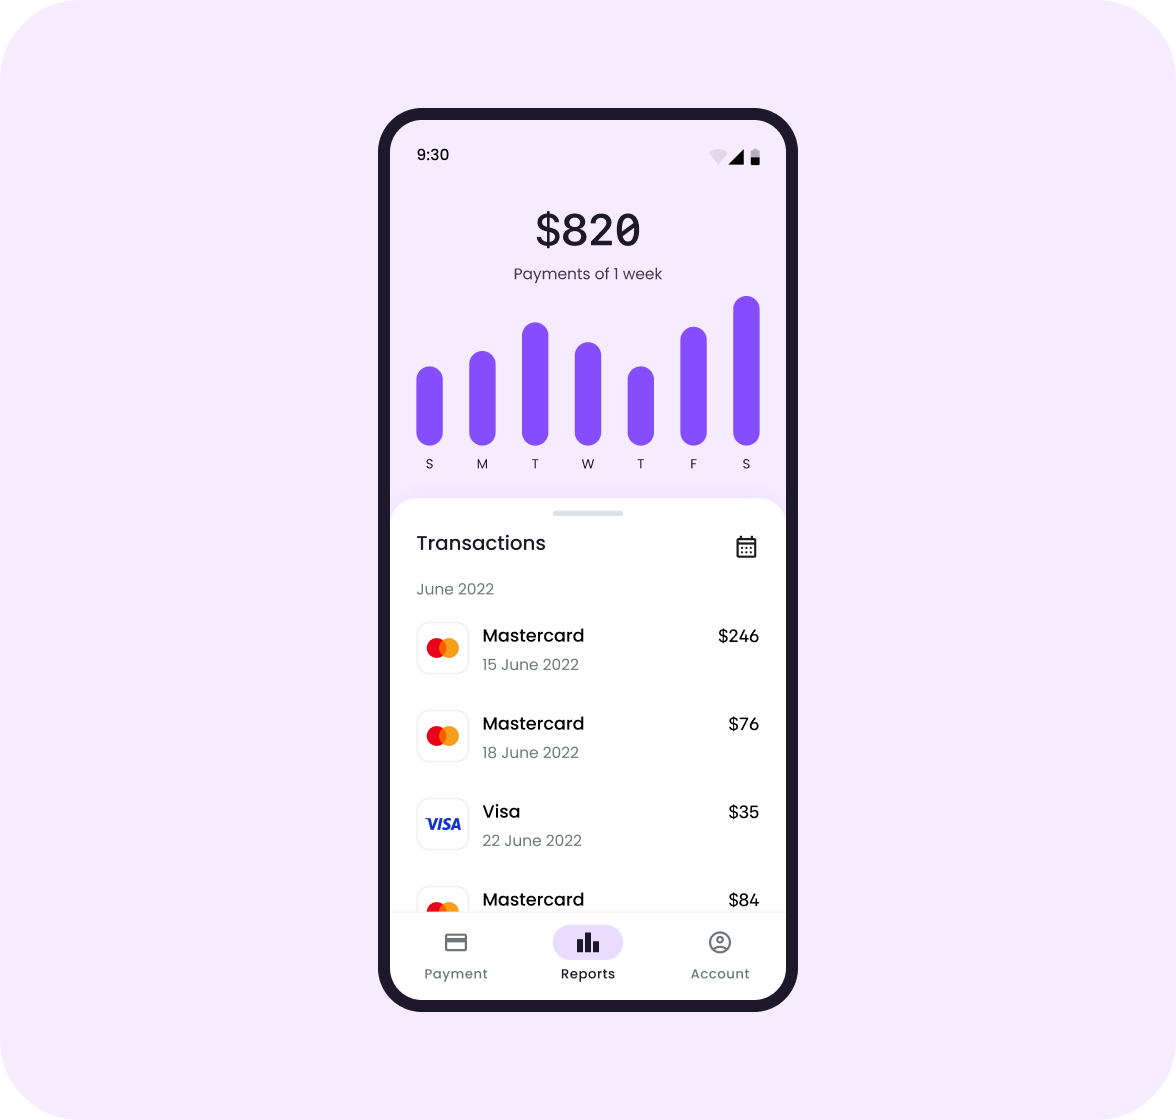 9:30
$820
Payments of 1 week
S M T W T F S
Transactions
June 2022
Mastercard $246
15 June 2022
Mastercard $76
18 June 2022
VISA Visa $35
22 June 2022
Mastercard $84
Payment Reports Account